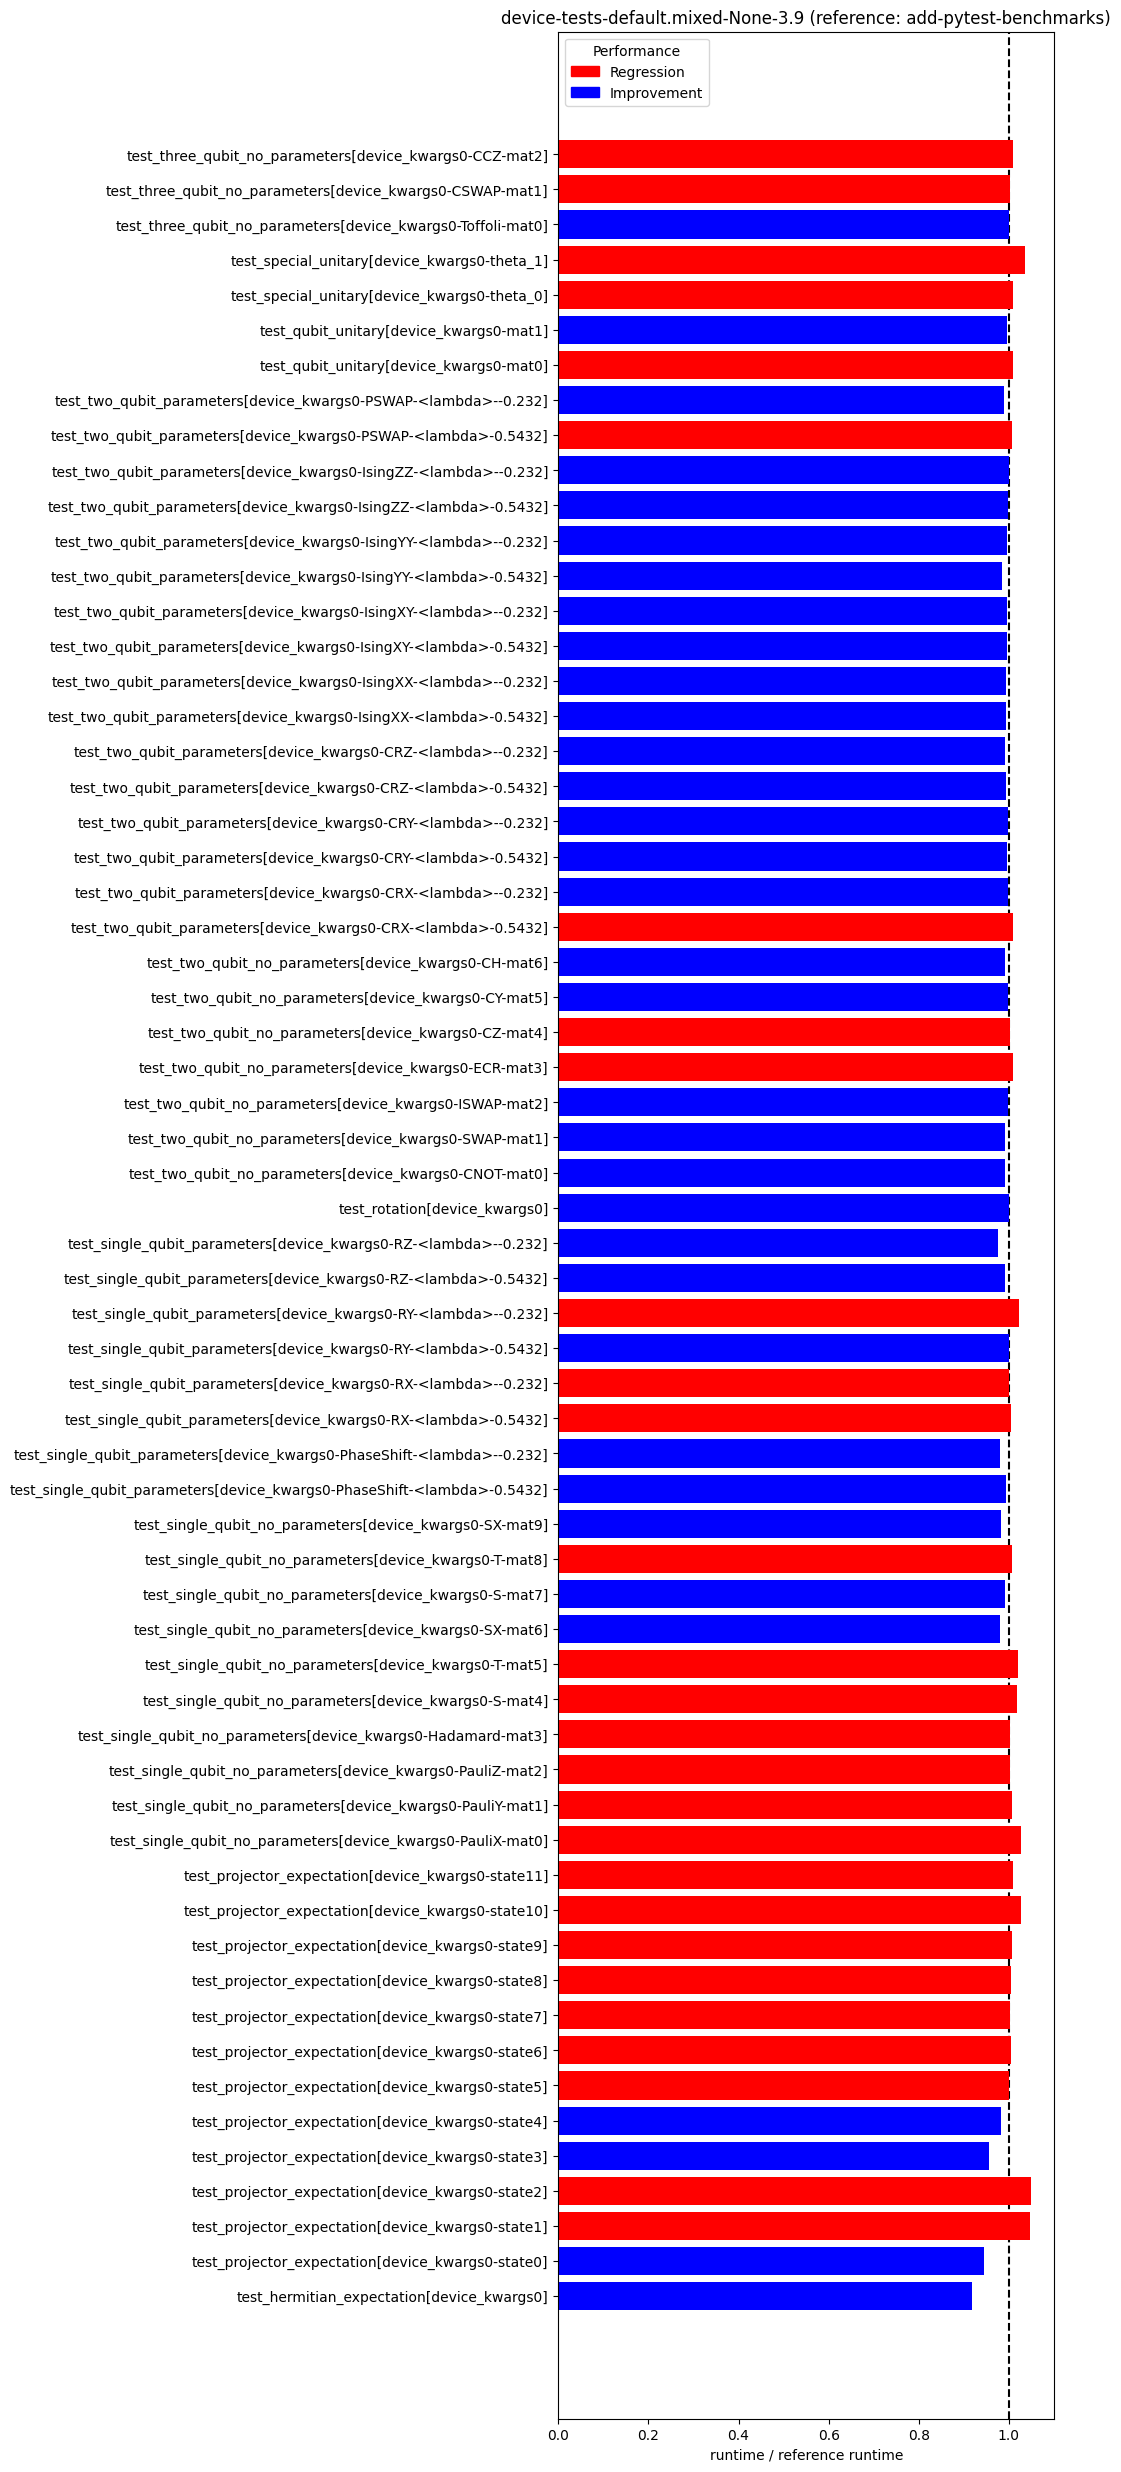 device-tests-default.mixed-None-3.9 (reference: add-pytest-benchmarks)
Performance
Regression
Improvement
test_three_qubit_no_parameters[device_kwargs0-CCZ-mat2]
test_three_qubit_no_parameters[device_kwargs0-CSWAP-mat1]
test_three_qubit_no_parameters[device_kwargs0-Toffoli-mat0]
test_special_unitary[device_kwargs0-theta_1]
test_special_unitary[device_kwargs0-theta_0]
test_qubit_unitary[device_kwargs0-mat1]
test_qubit_unitary[device_kwargs0-mat0]
test_two_qubit_parameters[device_kwargs0-PSWAP-<lambda>--0.232]
test_two_qubit_parameters[device_kwargs0-PSWAP-<lambda>-0.5432]
test_two_qubit_parameters[device_kwargs0-IsingZZ-<lambda>--0.232]
test_two_qubit_parameters[device_kwargs0-IsingZZ-<lambda>-0.5432]
test_two_qubit_parameters[device_kwargs0-IsingYY-<lambda>--0.232]
test_two_qubit_parameters[device_kwargs0-IsingYY-<lambda>-0.5432]
test_two_qubit_parameters[device_kwargs0-IsingXY-<lambda>--0.232]
test_two_qubit_parameters[device_kwargs0-IsingXY-<lambda>-0.5432]
test_two_qubit_parameters[device_kwargs0-IsingXX-<lambda>--0.232]
test_two_qubit_parameters[device_kwargs0-IsingXX-<lambda>-0.5432]
test_two_qubit_parameters[device_kwargs0-CRZ-<lambda>--0.232]
test_two_qubit_parameters[device_kwargs0-CRZ-<lambda>-0.5432]
test_two_qubit_parameters[device_kwargs0-CRY-<lambda>--0.232]
test_two_qubit_parameters[device_kwargs0-CRY-<lambda>-0.5432]
test_two_qubit_parameters[device_kwargs0-CRX-<lambda>--0.232]
test_two_qubit_parameters[device_kwargs0-CRX-<lambda>-0.5432]
test_two_qubit_no_parameters[device_kwargs0-CH-mat6]
test_two_qubit_no_parameters[device_kwargs0-CY-mat5]
test_two_qubit_no_parameters[device_kwargs0-CZ-mat4]
test_two_qubit_no_parameters[device_kwargs0-ECR-mat3]
test_two_qubit_no_parameters[device_kwargs0-ISWAP-mat2]
test_two_qubit_no_parameters[device_kwargs0-SWAP-mat1]
test_two_qubit_no_parameters[device_kwargs0-CNOT-mat0]
test_rotation[device_kwargs0]
test_single_qubit_parameters[device_kwargs0-RZ-<lambda>--0.232]
test_single_qubit_parameters[device_kwargs0-RZ-<lambda>-0.5432]
test_single_qubit_parameters[device_kwargs0-RY-<lambda>--0.232]
test_single_qubit_parameters[device_kwargs0-RY-<lambda>-0.5432]
test_single_qubit_parameters[device_kwargs0-RX-<lambda>--0.232]
test_single_qubit_parameters[device_kwargs0-RX-<lambda>-0.5432]
test_single_qubit_parameters[device_kwargs0-PhaseShift-<lambda>--0.232]
test_single_qubit_parameters[device_kwargs0-PhaseShift-<lambda>-0.5432]
test_single_qubit_no_parameters[device_kwargs0-SX-mat9]
test_single_qubit_no_parameters[device_kwargs0-T-mat8]
test_single_qubit_no_parameters[device_kwargs0-S-mat7]
test_single_qubit_no_parameters[device_kwargs0-SX-mat6]
test_single_qubit_no_parameters[device_kwargs0-T-mat5]
test_single_qubit_no_parameters[device_kwargs0-S-mat4]
test_single_qubit_no_parameters[device_kwargs0-Hadamard-mat3]
test_single_qubit_no_parameters[device_kwargs0-PauliZ-mat2]
test_single_qubit_no_parameters[device_kwargs0-PauliY-mat1]
test_single_qubit_no_parameters[device_kwargs0-PauliX-mat0]
test_projector_expectation[device_kwargs0-state11]
test_projector_expectation[device_kwargs0-state10]
test_projector_expectation[device_kwargs0-state9]
test_projector_expectation[device_kwargs0-state8]
test_projector_expectation[device_kwargs0-state7]
test_projector_expectation[device_kwargs0-state6]
test_projector_expectation[device_kwargs0-state5]
test_projector_expectation[device_kwargs0-state4]
test_projector_expectation[device_kwargs0-state3]
test_projector_expectation[device_kwargs0-state2]
test_projector_expectation[device_kwargs0-state1]
test_projector_expectation[device_kwargs0-state0]
test_hermitian_expectation[device_kwargs0]
0.0 0.2 0.4 0.6 0.8 1.0
runtime / reference runtime